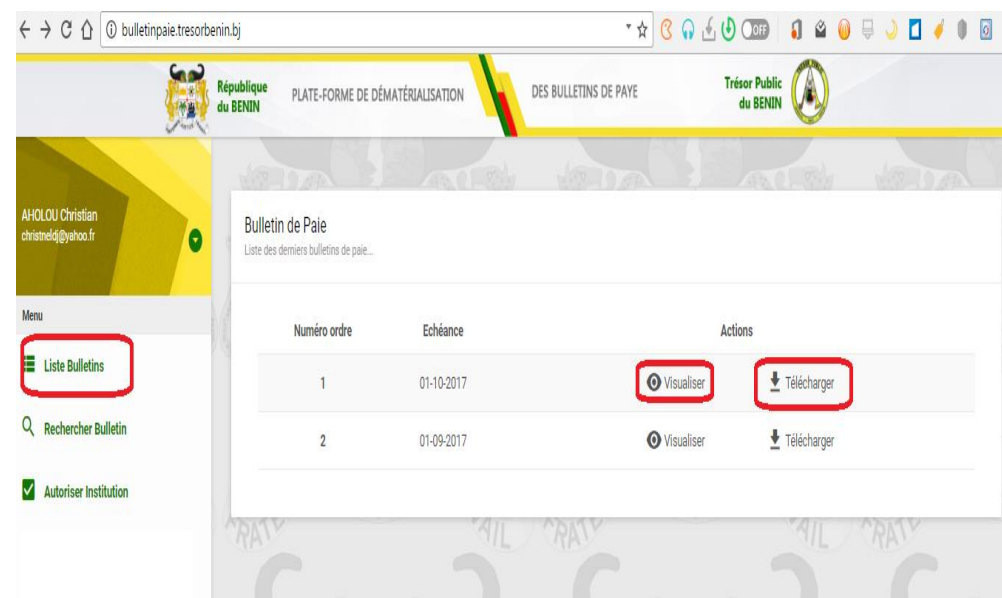 bulletinpaie.tresorbenin.bj
OFF
République
du BENIN
PLATE-FORME DE DÉMATÉRIALISATION
DES BULLETINS DE PAYE
Trésor Public
du BENIN
AHOLOU Christian
christneldj@yahoo.fr
Bulletin de Paie
Liste des derniers bulletins de paie...
Menu
Liste Bulletins
Rechercher Bulletin
Autoriser Institution
Numéro ordre Echéance Actions
1 01-10-2017 Visualiser Télécharger
2 01-09-2017 Visualiser Télécharger